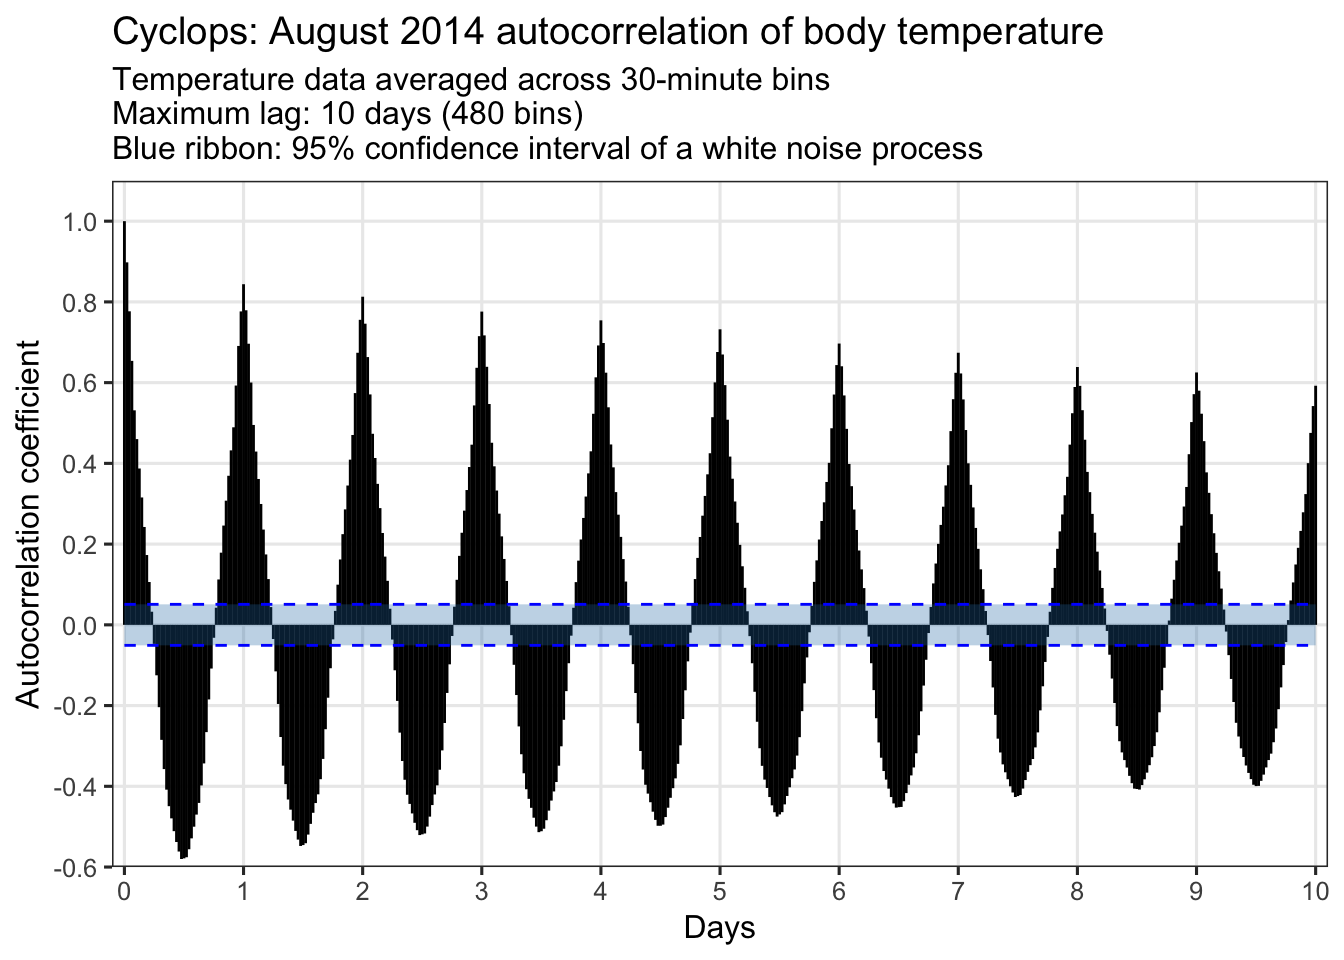 Cyclops: August 2014 autocorrelation of body temperature
Temperature data averaged across 30-minute bins
Maximum lag: 10 days (480 bins)
Blue ribbon: 95% confidence interval of a white noise process
Autocorrelation coefficient
1.0
0.8
0.6
0.4
0.2
0.0
-0.2
-0.4
-0.6
0 1 2 3 4 5 6 7 8 9 10
Days